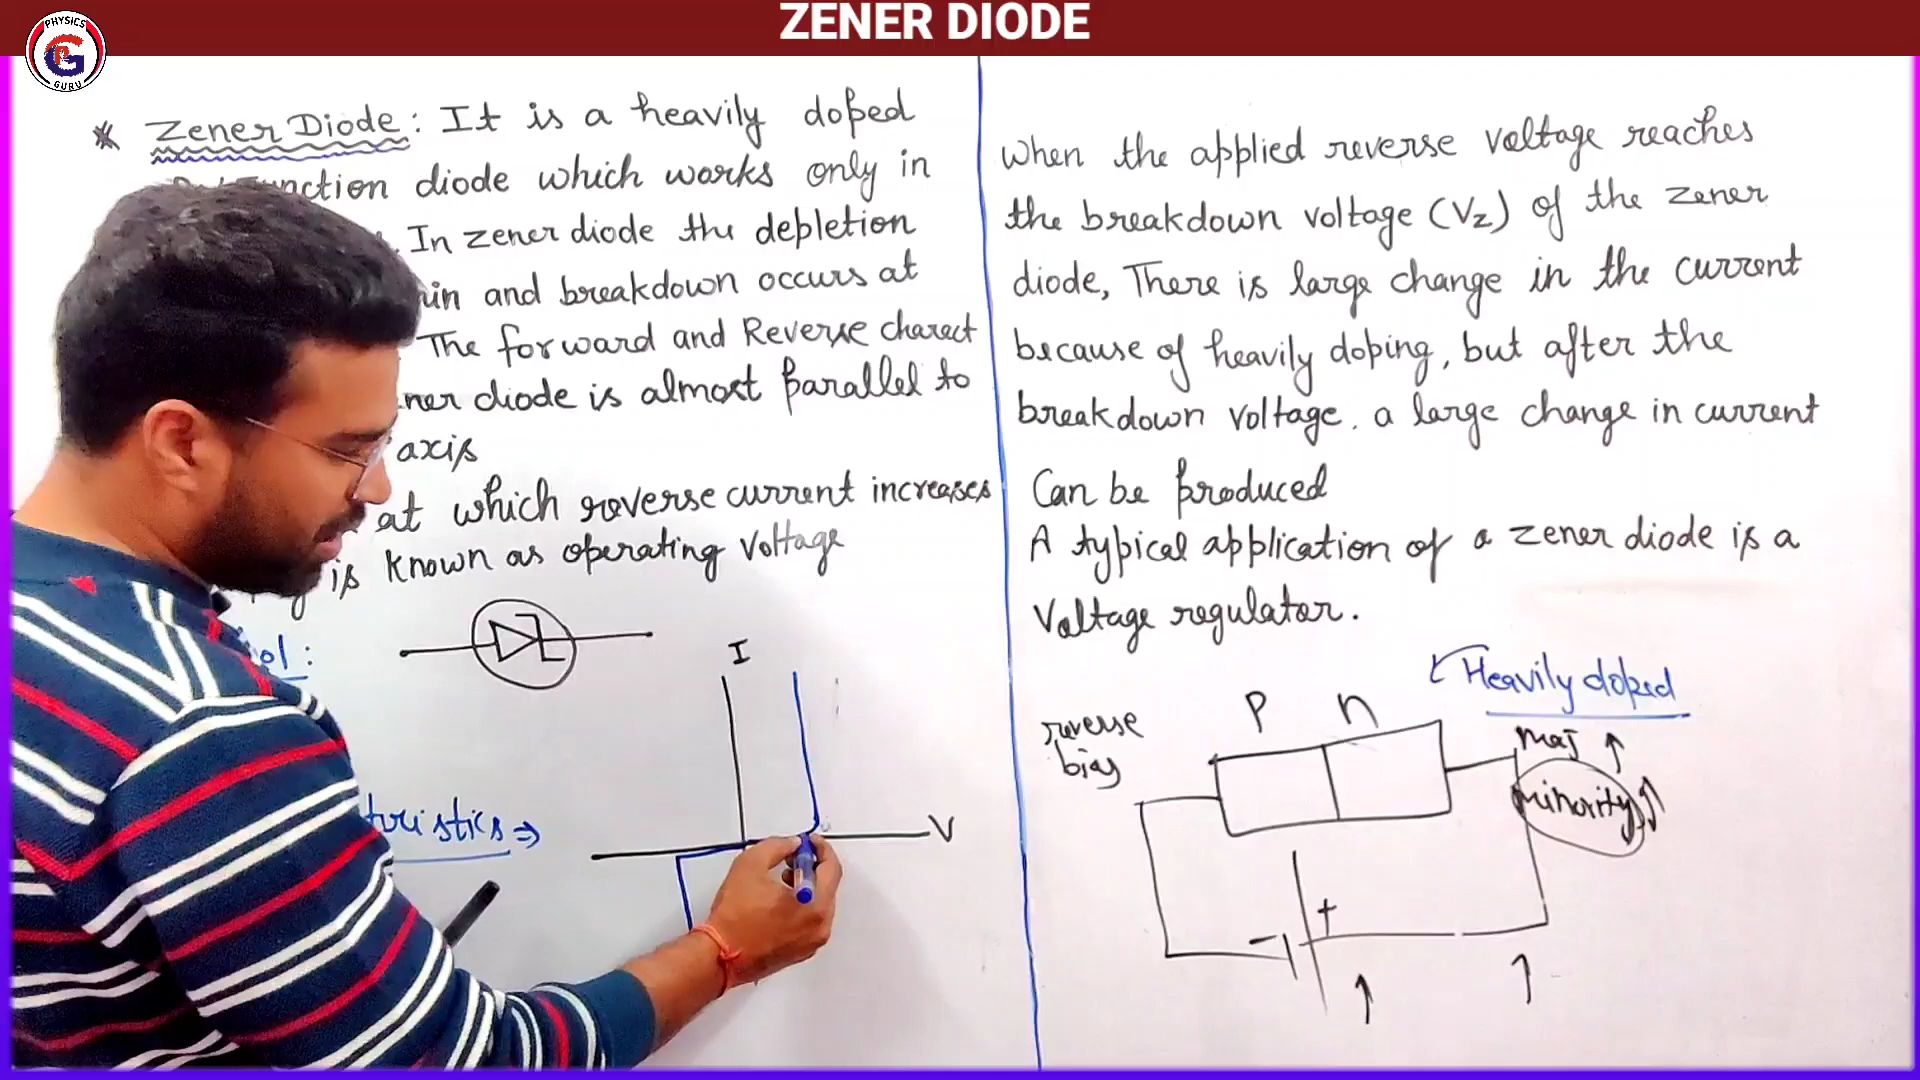 ZENER DIODE
PHYSICS
GURU
* Zener Diode : It is a heavily doped
diode which works only in
In zener diode the depletion
and breakdown occurs at
The forward and Reverse charact
diode is almost parallel to
axis
at which reverse current increases
is known as operating voltage
I
V
⇒
When the applied reverse voltage reaches
the breakdown voltage (Vz) of the zener
diode, There is large change in the current
because of heavily doping, but after the
breakdown voltage. a large change in current
Can be produced
A typical application of a zener diode is a
Voltage regulator.
Heavily doped
reverse
bias
P n
maj ↑
minority ↑↑
+
-
↑ ↑